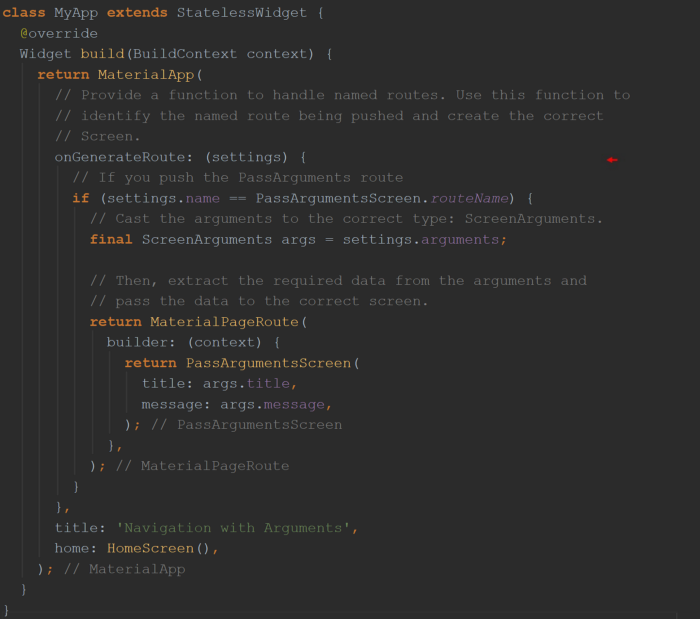 class MyApp extends StatelessWidget {
  @override
  Widget build(BuildContext context) {
    return MaterialApp(
      // Provide a function to handle named routes. Use this function to
      // identify the named route being pushed and create the correct
      // Screen.
      onGenerateRoute: (settings) {
        // If you push the PassArguments route
        if (settings.name == PassArgumentsScreen.routeName) {
          // Cast the arguments to the correct type: ScreenArguments.
          final ScreenArguments args = settings.arguments;

          // Then, extract the required data from the arguments and
          // pass the data to the correct screen.
          return MaterialPageRoute(
            builder: (context) {
              return PassArgumentsScreen(
                title: args.title,
                message: args.message,
              ); // PassArgumentsScreen
            },
          ); // MaterialPageRoute
        }
      },
      title: 'Navigation with Arguments',
      home: HomeScreen(),
    ); // MaterialApp
  }
}